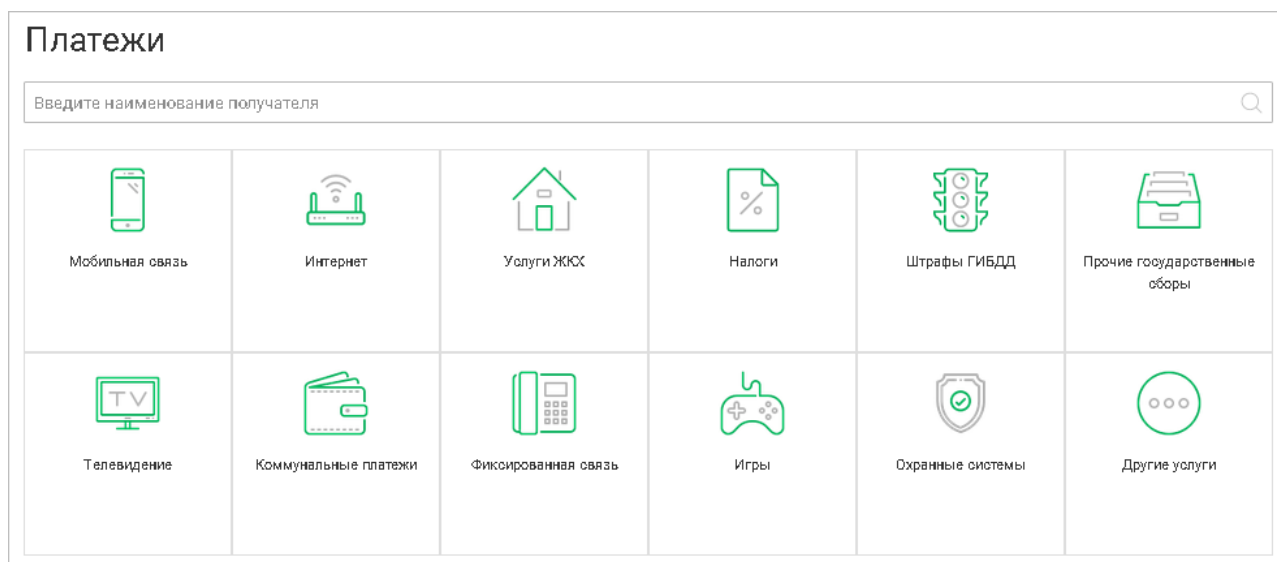 Платежи
Введите наименование получателя
Мобильная связь
Интернет
Услуги ЖКХ
Налоги
Штрафы ГИБДД
Прочие государственные
сборы
TV
Телевидение
Коммунальные платежи
Фиксированная связь
Игры
Охранные системы
Другие услуги